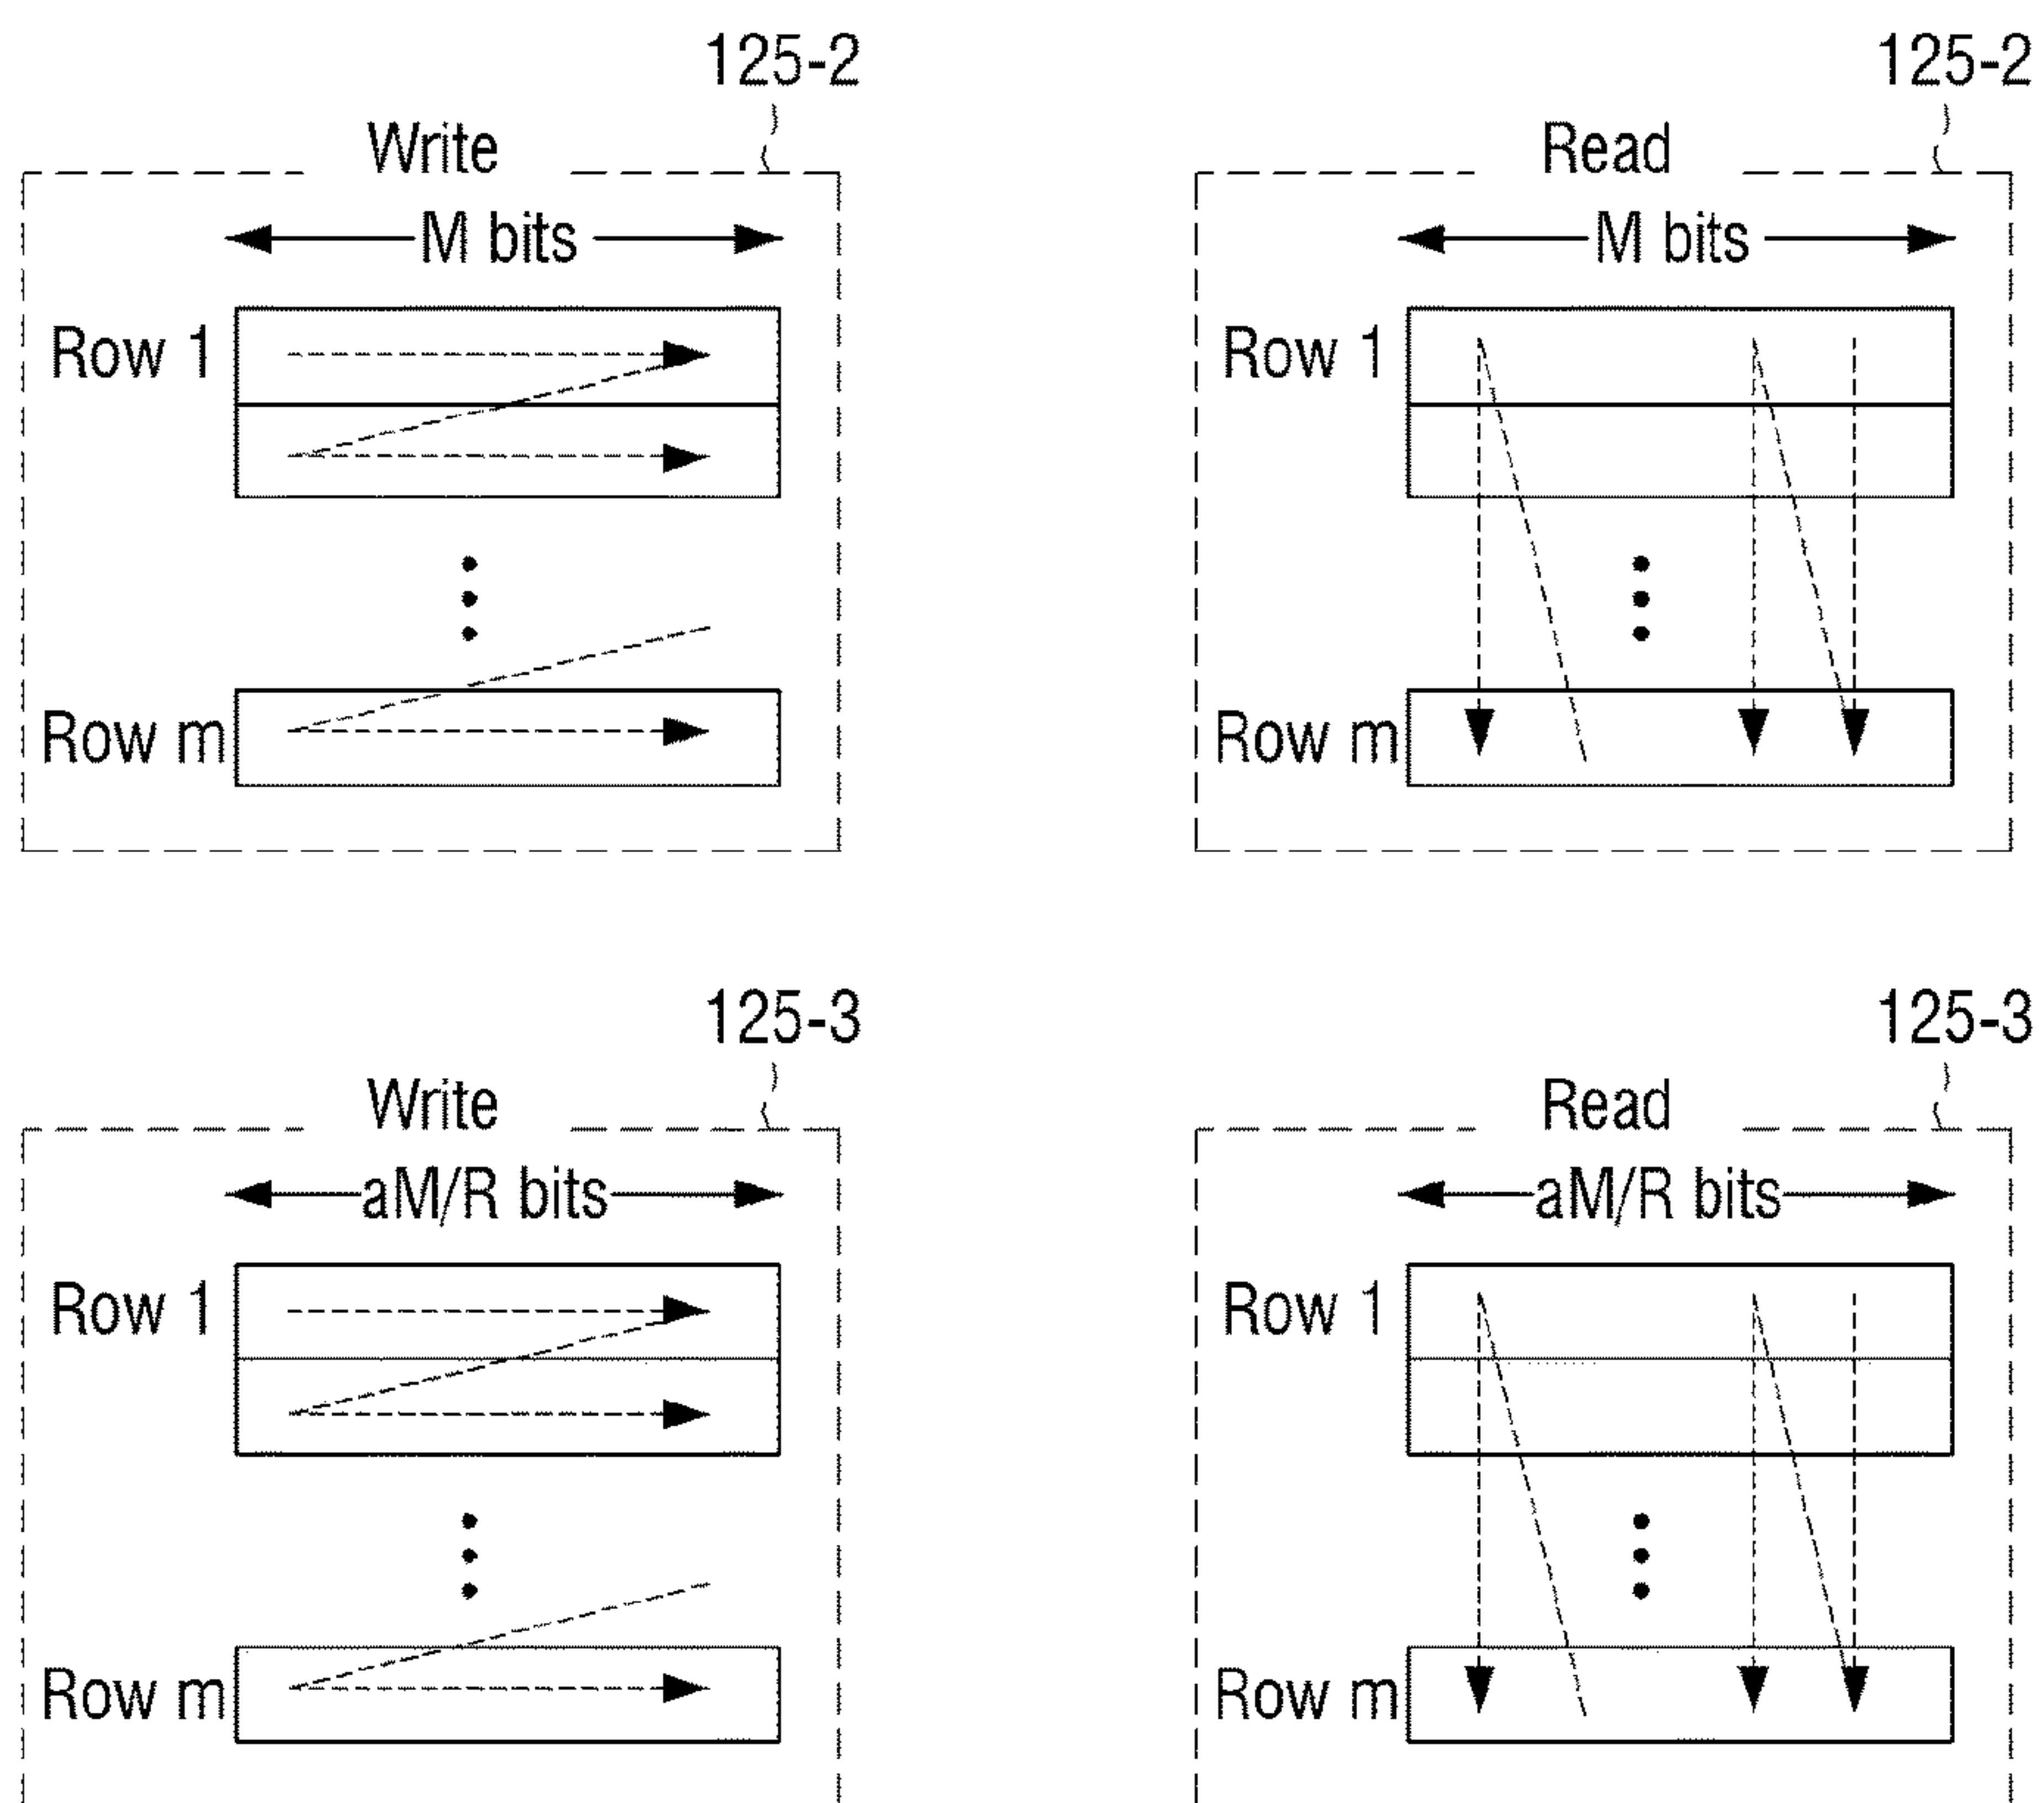 125-2
Write
M bits
Row 1
Row m
125-2
Read
M bits
Row 1
Row m
125-3
Write
aM/R bits
Row 1
Row m
125-3
Read
aM/R bits
Row 1
Row m